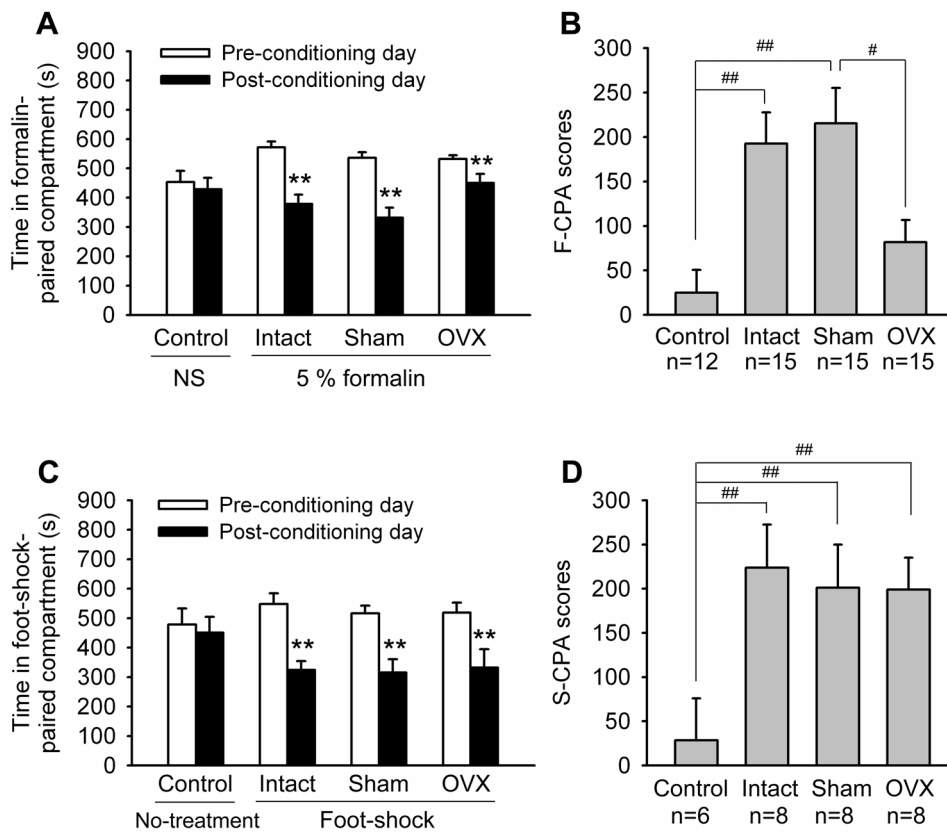 A
900
800
700
600
500
400
300
200
100
0
Time in formalin-
paired compartment (s)
Pre-conditioning day
Post-conditioning day
** ** **
Control Intact Sham OVX
NS 5 % formalin
B
300
250
200
150
100
50
0
F-CPA scores
## #
##
Control Intact Sham OVX
n=12 n=15 n=15 n=15
C
900
800
700
600
500
400
300
200
100
0
Time in foot-shock-
paired compartment (s)
Pre-conditioning day
Post-conditioning day
** ** **
Control Intact Sham OVX
No-treatment Foot-shock
D
300
250
200
150
100
50
0
S-CPA scores
##
##
##
Control Intact Sham OVX
n=6 n=8 n=8 n=8